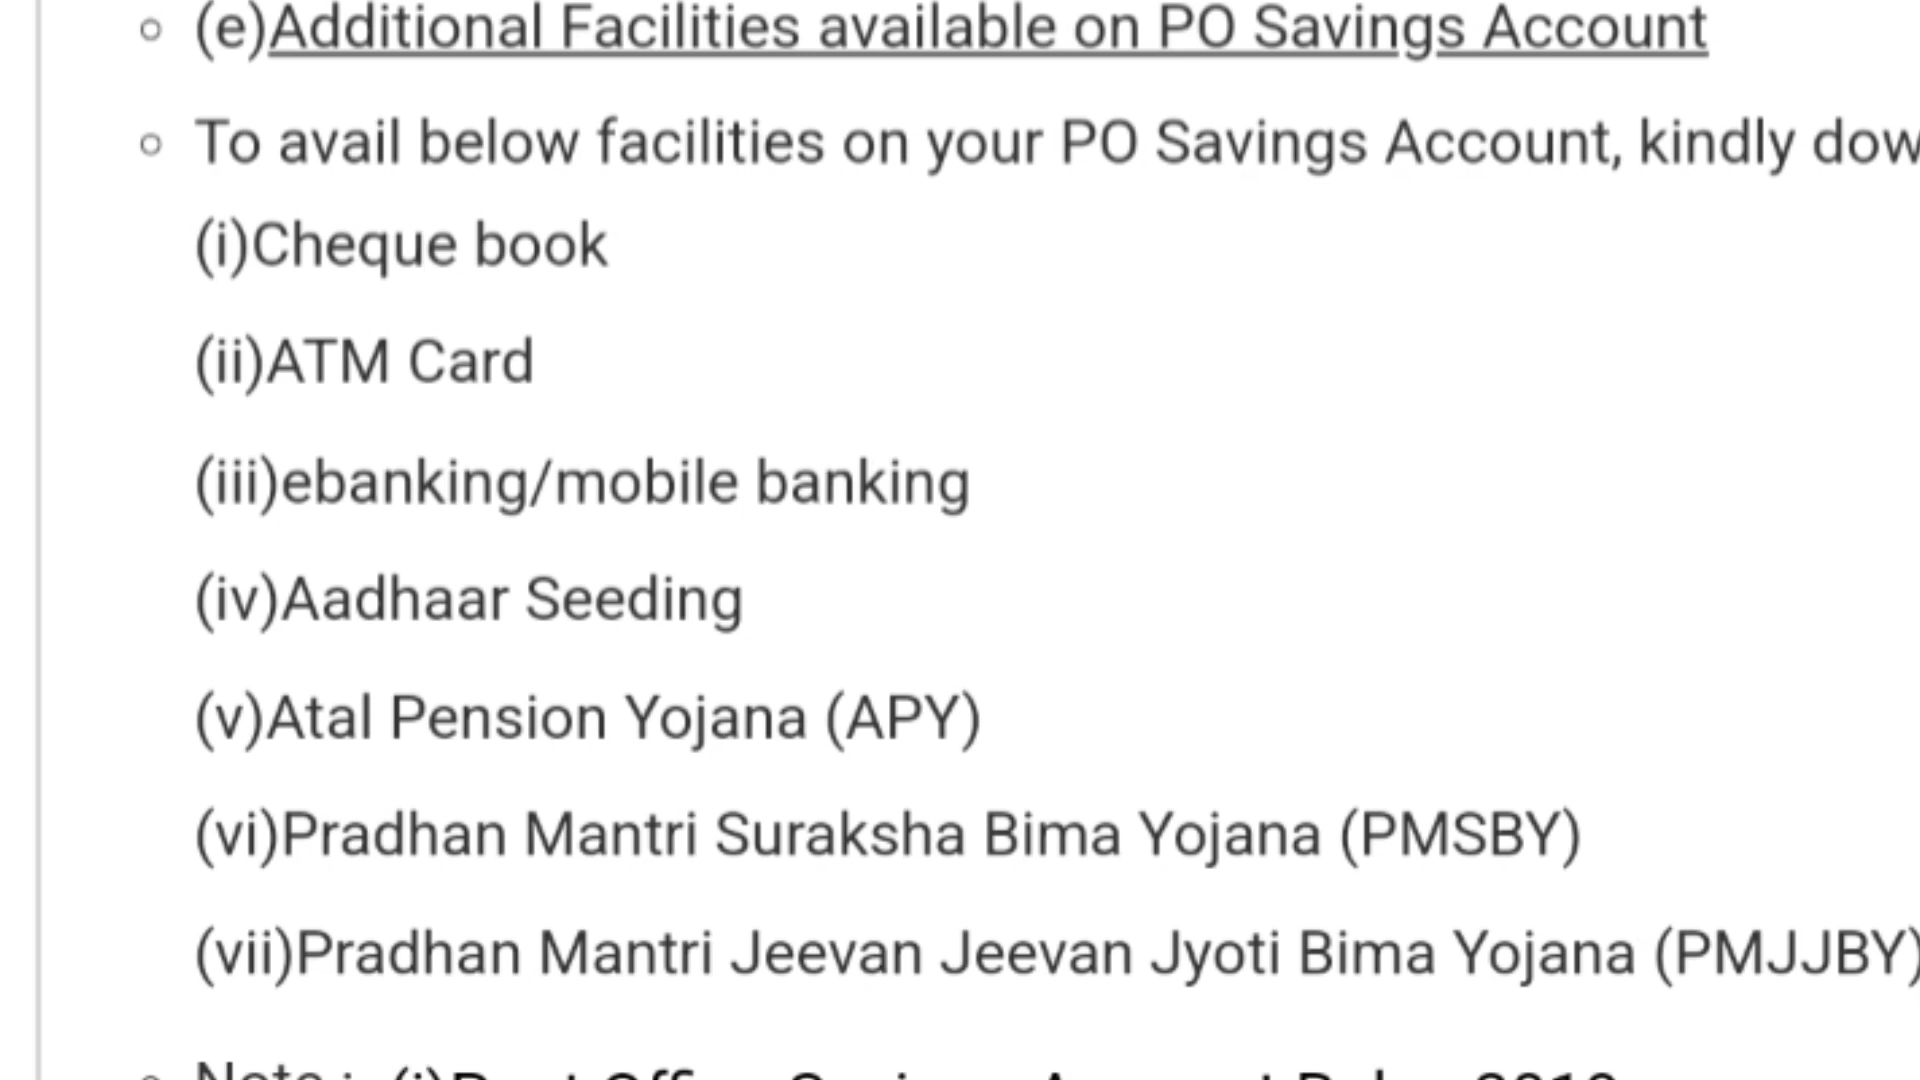 (e)Additional Facilities available on PO Savings Account
To avail below facilities on your PO Savings Account, kindly
(i)Cheque book
(ii)ATM Card
(iii)ebanking/mobile banking
(iv)Aadhaar Seeding
(v)Atal Pension Yojana (APY)
(vi)Pradhan Mantri Suraksha Bima Yojana (PMSBY)
(vii)Pradhan Mantri Jeevan Jeevan Jyoti Bima Yojana (PMJJBY)